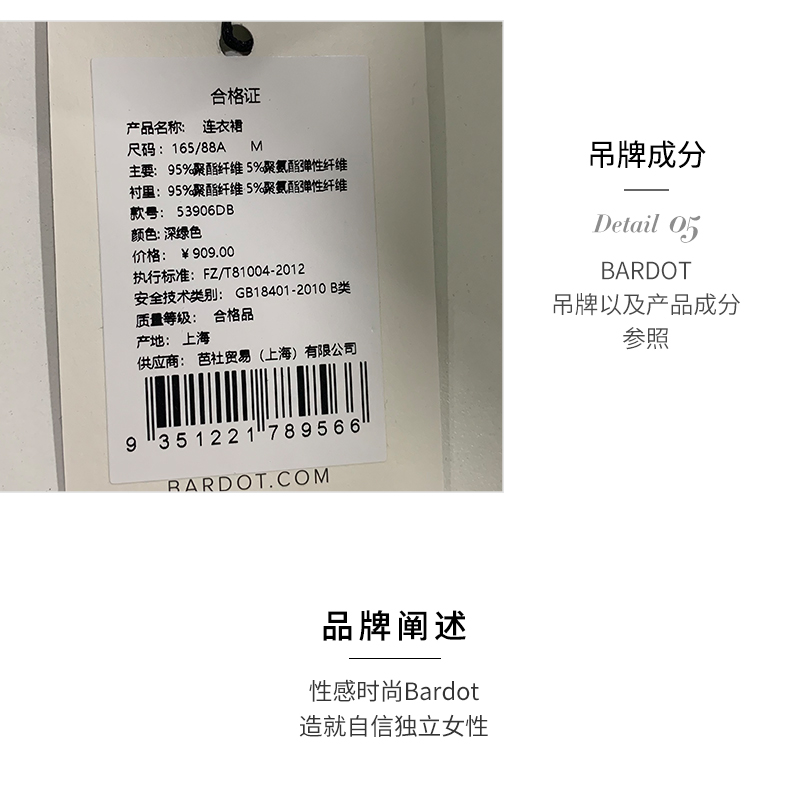 合格证
产品名称: 连衣裙
尺码: 165/88A M
主要: 95%聚酯纤维 5%聚氨酯弹性纤维
衬里: 95%聚酯纤维 5%聚氨酯弹性纤维
款号: 53906DB
颜色: 深绿色
价格: ￥909.00
执行标准: FZ/T81004-2012
安全技术类别: GB18401-2010 B类
质量等级: 合格品
产地: 上海
供应商: 芭社贸易（上海）有限公司
9 351221 789566
BARDOT.COM
吊牌成分
Detail 05
BARDOT
吊牌以及产品成分
参照
品牌阐述
性感时尚Bardot
造就自信独立女性